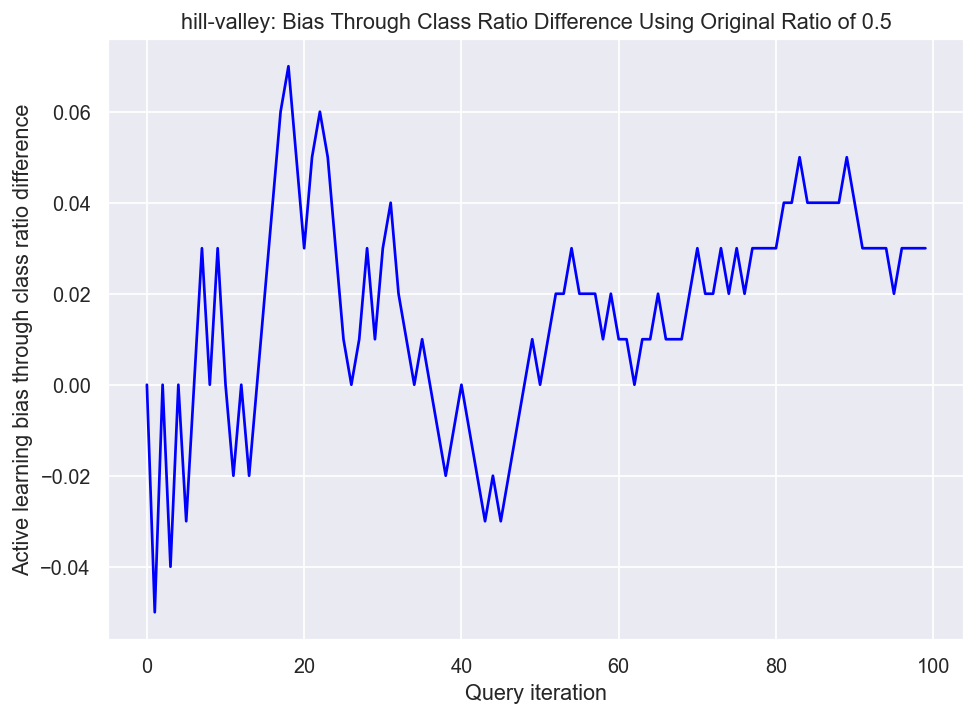 hill-valley: Bias Through Class Ratio Difference Using Original Ratio of 0.5
Active learning bias through class ratio difference
0.06
0.04
0.02
0.00
−0.02
−0.04
0 20 40 60 80 100
Query iteration